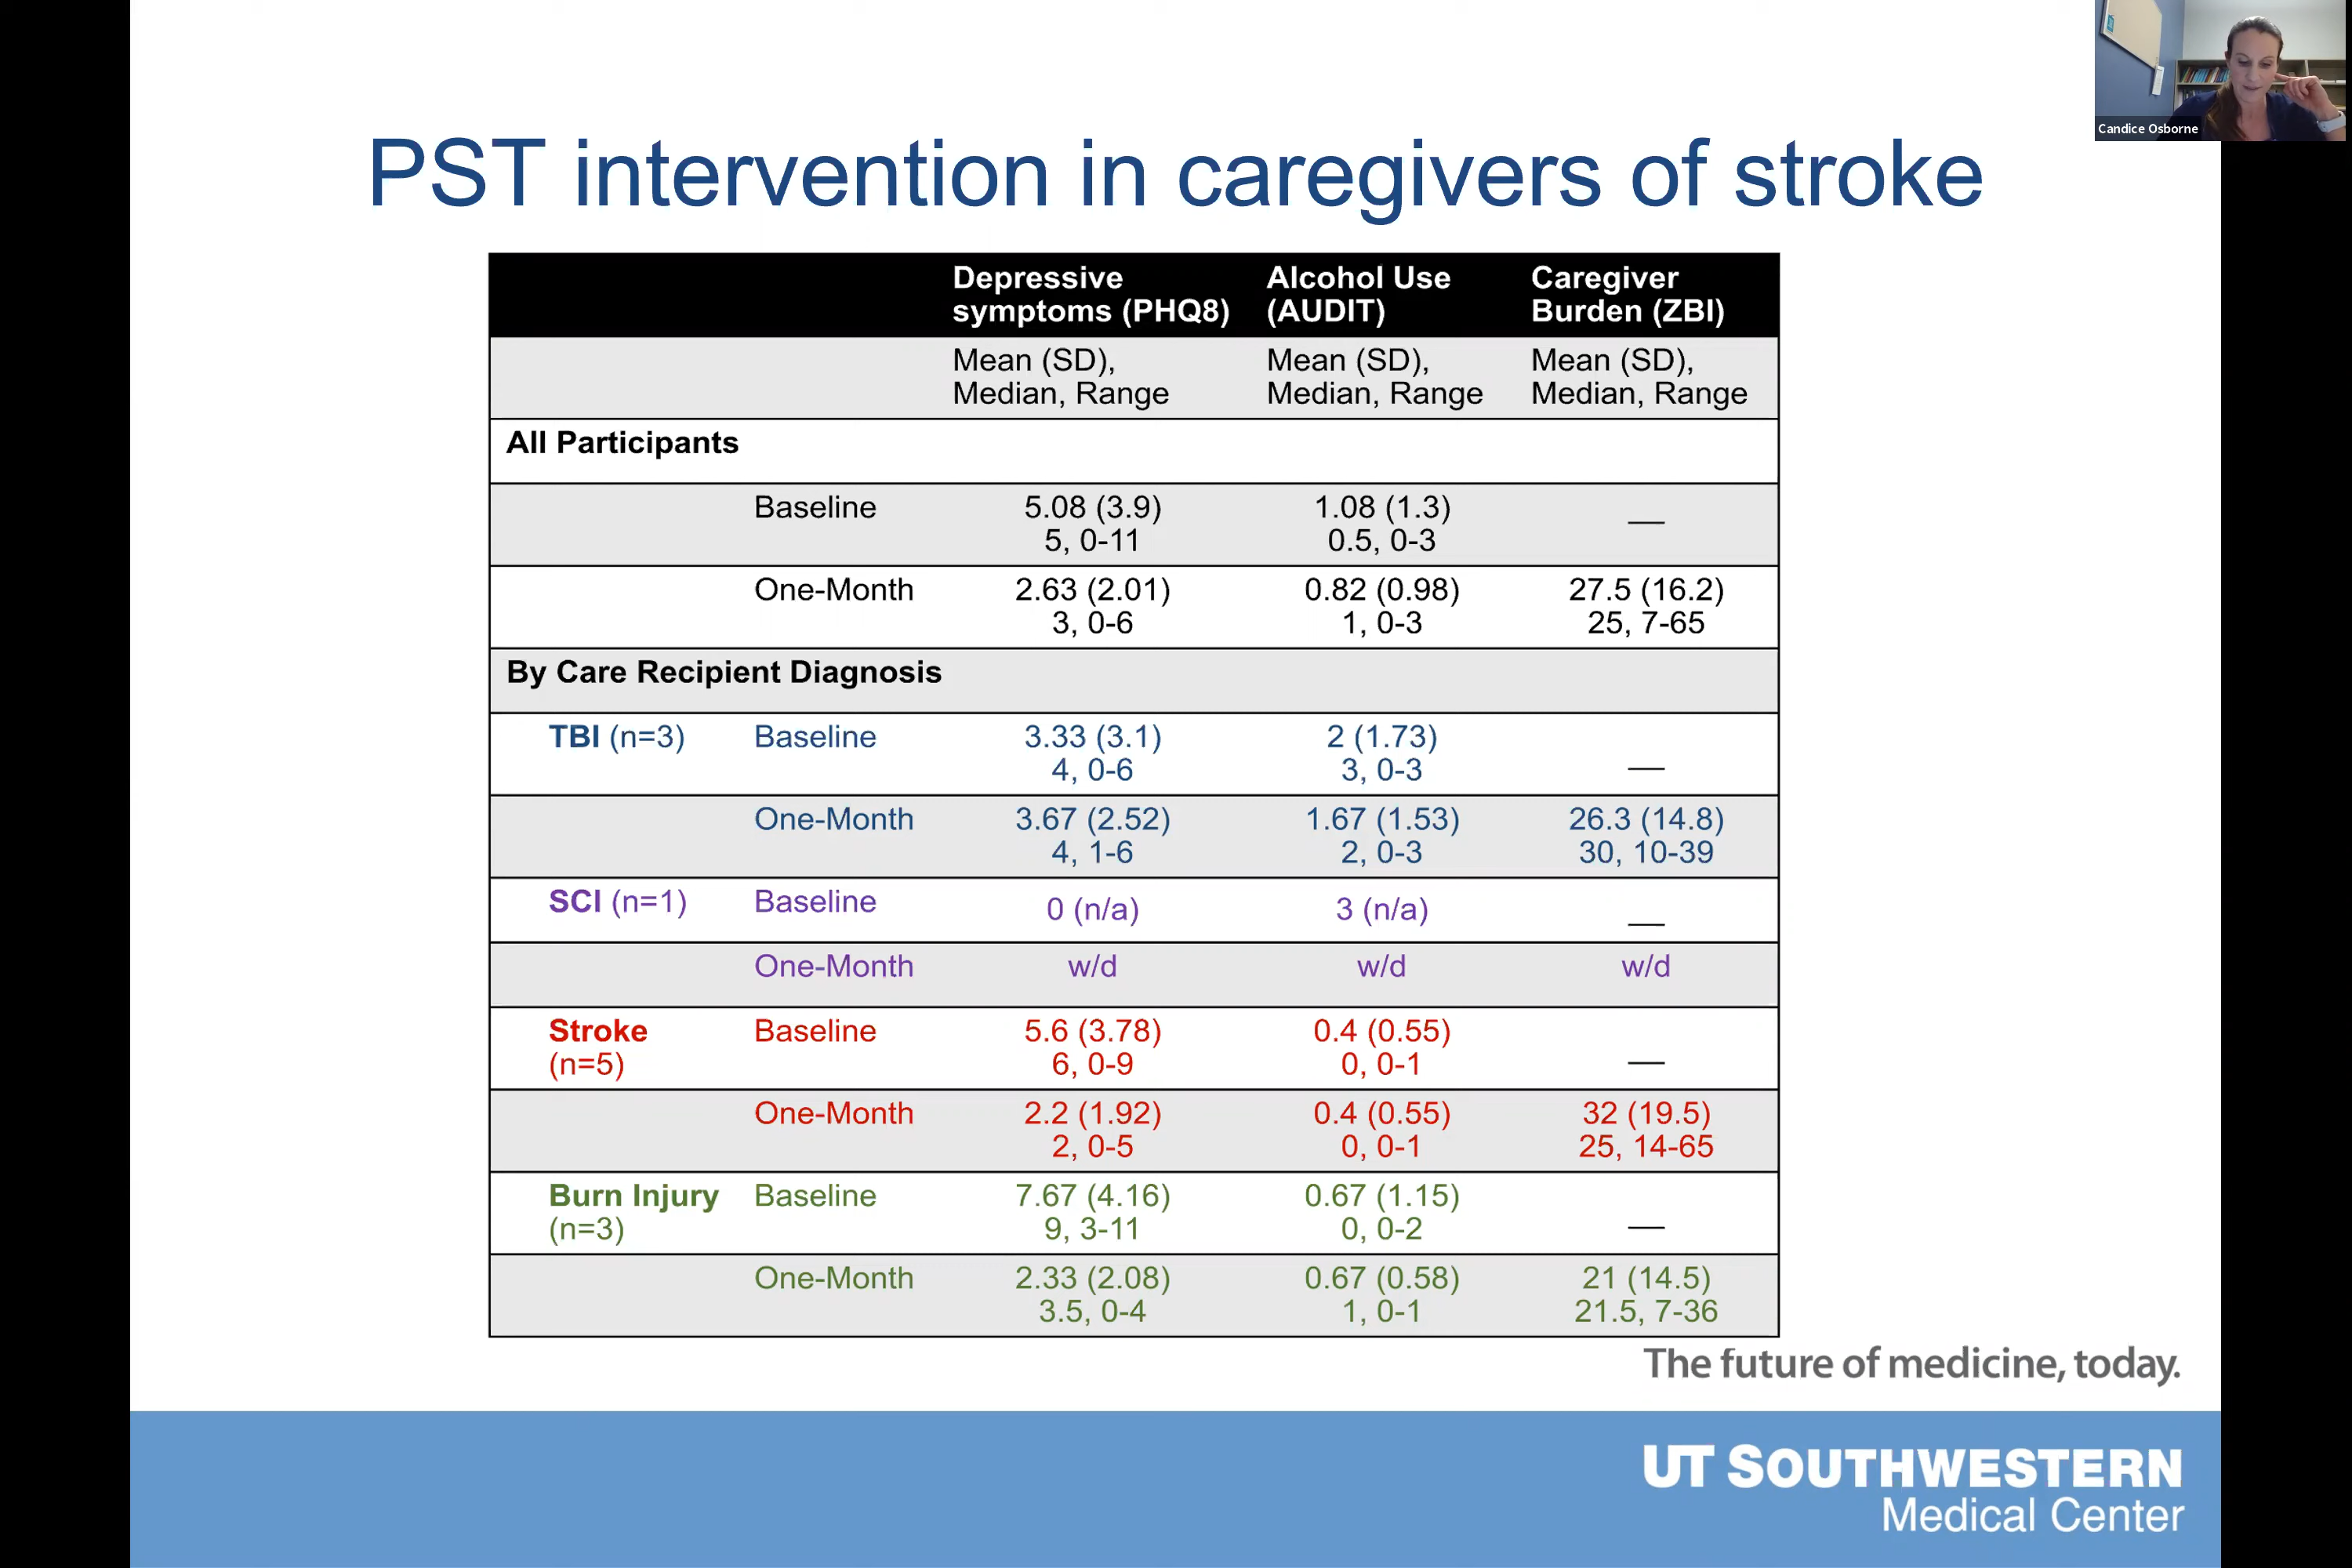 Candice Osborne
PST intervention in caregivers of stroke
Depressive symptoms (PHQ8) Alcohol Use (AUDIT) Caregiver Burden (ZBI)
Mean (SD), Median, Range Mean (SD), Median, Range Mean (SD), Median, Range
All Participants
Baseline 5.08 (3.9) 1.08 (1.3) —
5, 0-11 0.5, 0-3
One-Month 2.63 (2.01) 0.82 (0.98) 27.5 (16.2)
3, 0-6 1, 0-3 25, 7-65
By Care Recipient Diagnosis
TBI (n=3) Baseline 3.33 (3.1) 2 (1.73)
4, 0-6 3, 0-3 —
One-Month 3.67 (2.52) 1.67 (1.53) 26.3 (14.8)
4, 1-6 2, 0-3 30, 10-39
SCI (n=1) Baseline 0 (n/a) 3 (n/a) —
One-Month w/d w/d w/d
Stroke Baseline 5.6 (3.78) 0.4 (0.55)
(n=5) 6, 0-9 0, 0-1 —
One-Month 2.2 (1.92) 0.4 (0.55) 32 (19.5)
2, 0-5 0, 0-1 25, 14-65
Burn Injury Baseline 7.67 (4.16) 0.67 (1.15)
(n=3) 9, 3-11 0, 0-2 —
One-Month 2.33 (2.08) 0.67 (0.58) 21 (14.5)
3.5, 0-4 1, 0-1 21.5, 7-36
The future of medicine, today.
UT SOUTHWESTERN
Medical Center